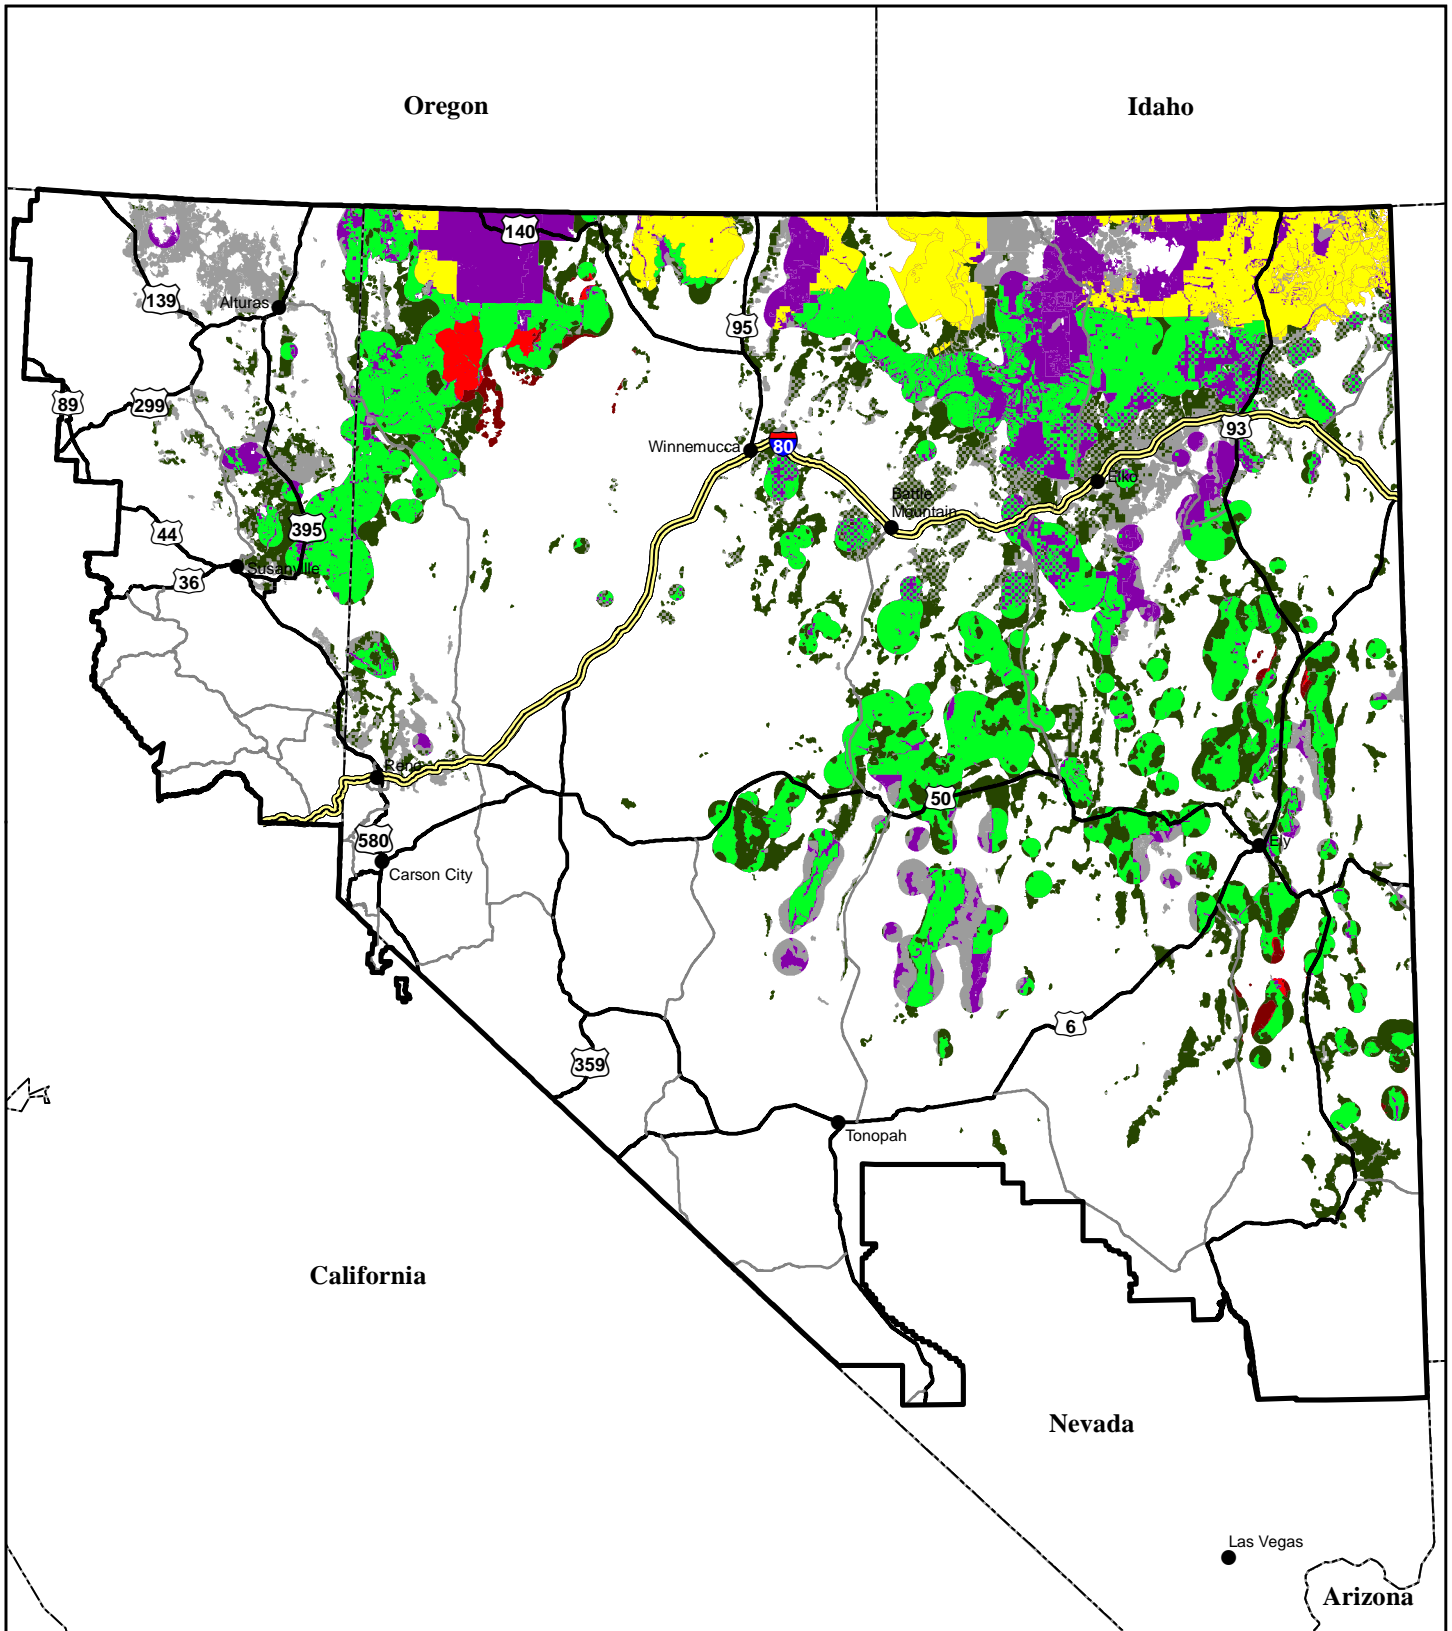 Oregon
Idaho
140
139
Alturas
95
89
299
Winnemucca
80
93
Elko
Battle
Mountain
44
395
36
Susanville
Reno
50
580
Carson City
Ely
6
359
Tonopah
California
Nevada
Las Vegas
Arizona